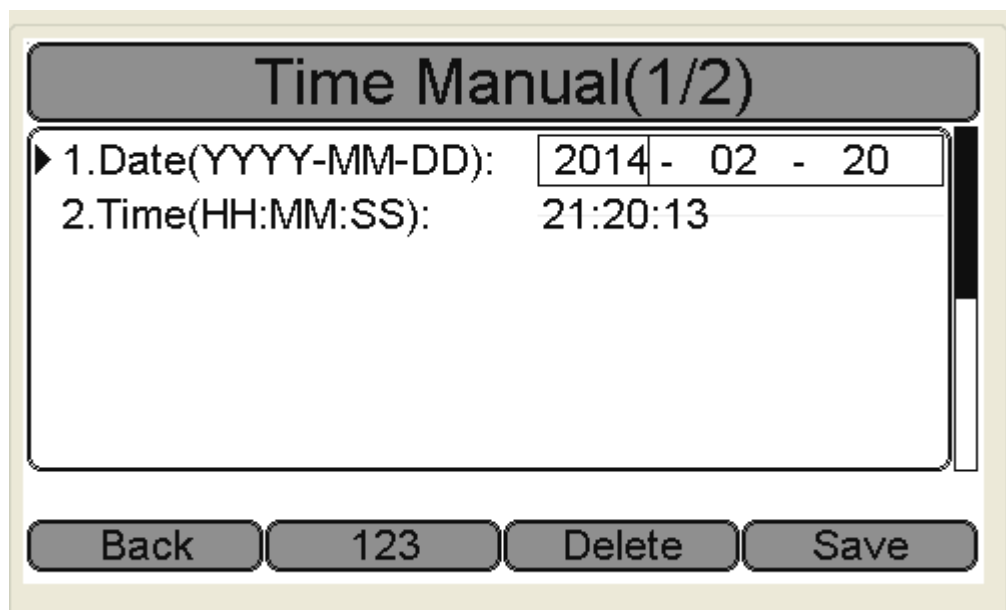 Time Manual(1/2)
1.Date(YYYY-MM-DD): 2014 - 02 - 20
2.Time(HH:MM:SS): 21:20:13
Back 123 Delete Save